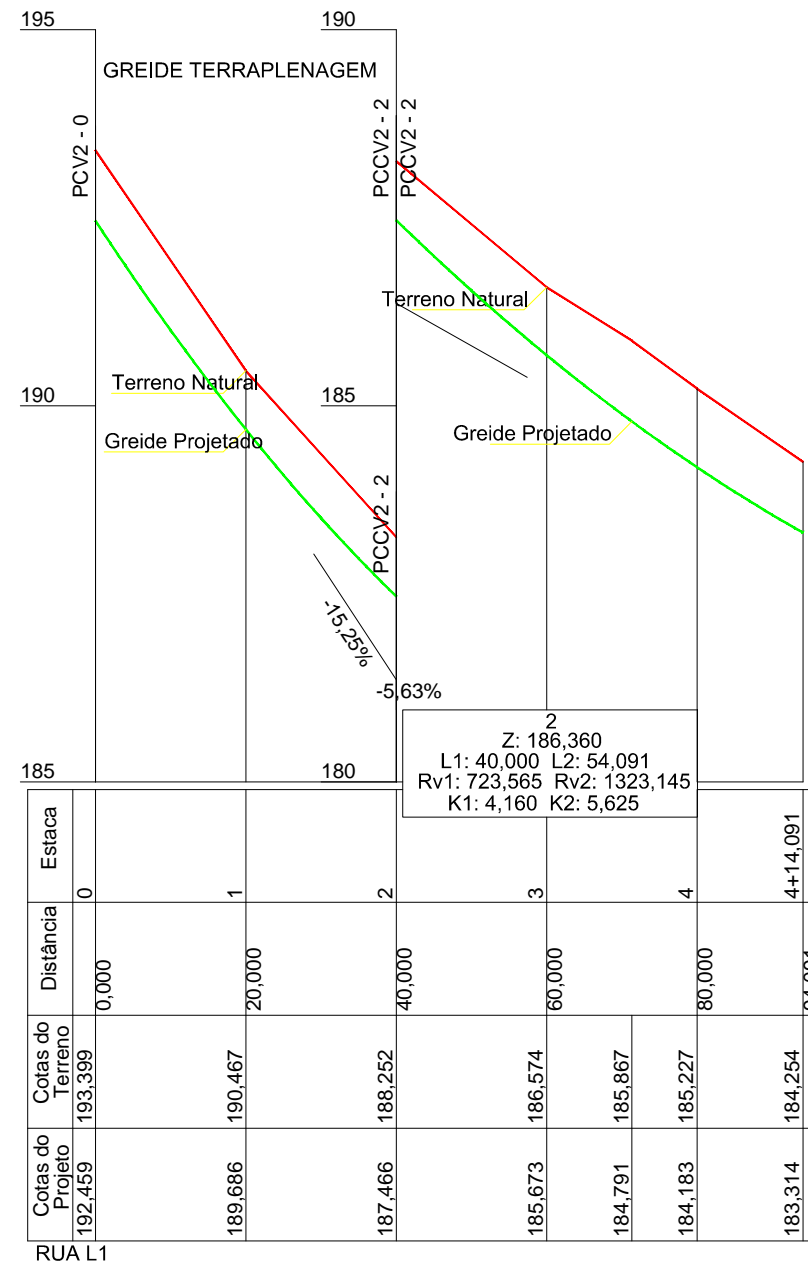 195
190
GREIDE TERRAPLENAGEM
PCV2 - 0
PCCV2 - 2
PCCV2 - 2
Terreno Natural
Terreno Natural
190
185
Greide Projetado
Greide Projetado
PCCV2 - 2
-15,25%
-5,63%
2
Z: 186,360
L1: 40,000 L2: 54,091
Rv1: 723,565 Rv2: 1323,145
K1: 4,160 K2: 5,625
185
180
Estaca
0
1
2
3
4
4+14,091
Distância
0,000
20,000
40,000
60,000
80,000
Cotas do
Terreno
193,399
190,467
188,252
186,574
185,867
185,227
184,254
Cotas do
Projeto
192,459
189,686
187,466
185,673
184,791
184,183
183,314
RUA L1